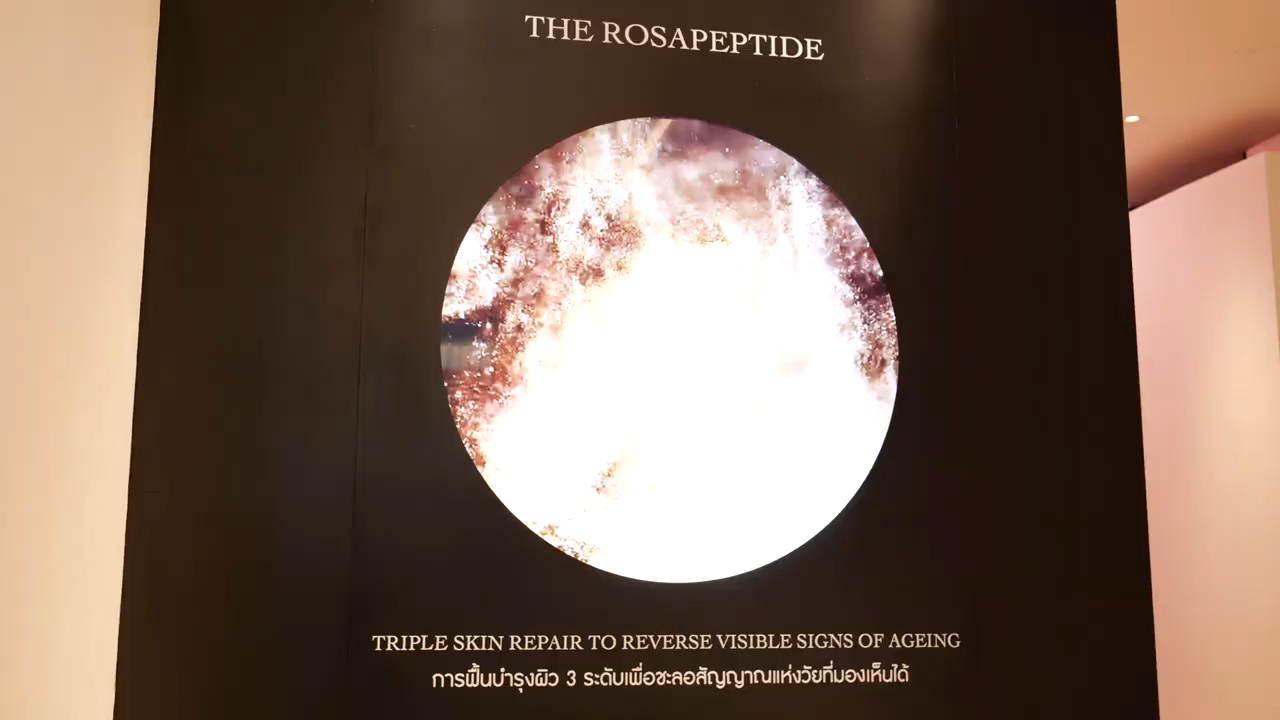 THE ROSAPEPTIDE
TRIPLE SKIN REPAIR TO REVERSE VISIBLE SIGNS OF AGEING
การฟื้นบำรุงผิว 3 ระดับเพื่อชะลอสัญญาณแห่งวัยที่มองเห็นได้